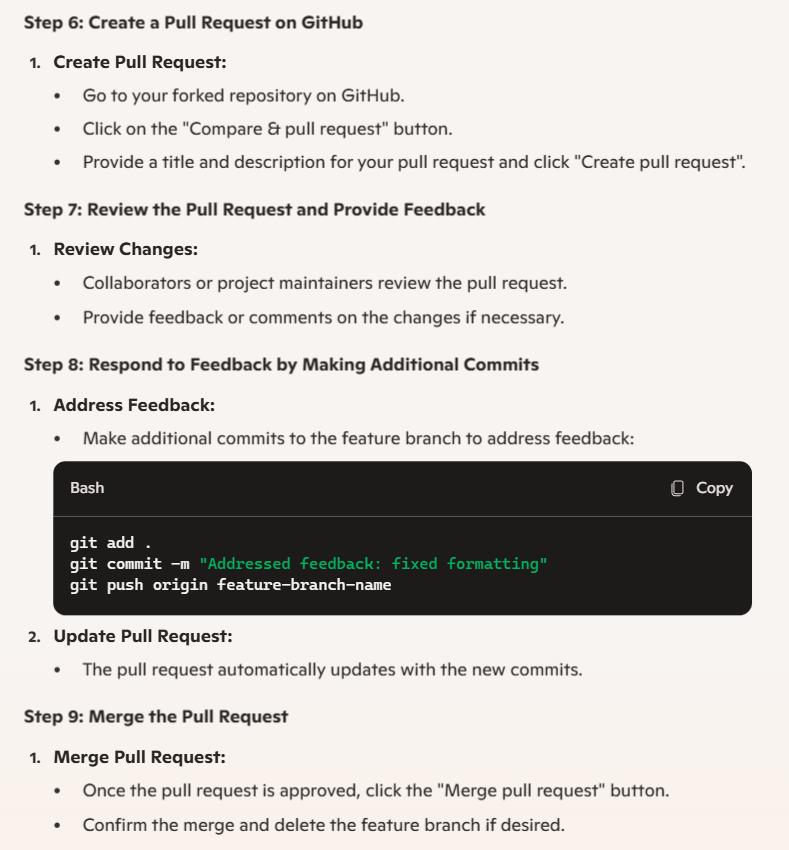 Step 6: Create a Pull Request on GitHub
1. Create Pull Request:
• Go to your forked repository on GitHub.
• Click on the "Compare & pull request" button.
• Provide a title and description for your pull request and click "Create pull request".
Step 7: Review the Pull Request and Provide Feedback
1. Review Changes:
• Collaborators or project maintainers review the pull request.
• Provide feedback or comments on the changes if necessary.
Step 8: Respond to Feedback by Making Additional Commits
1. Address Feedback:
• Make additional commits to the feature branch to address feedback:
Bash Copy
git add .
git commit -m "Addressed feedback: fixed formatting"
git push origin feature-branch-name
2. Update Pull Request:
• The pull request automatically updates with the new commits.
Step 9: Merge the Pull Request
1. Merge Pull Request:
• Once the pull request is approved, click the "Merge pull request" button.
• Confirm the merge and delete the feature branch if desired.